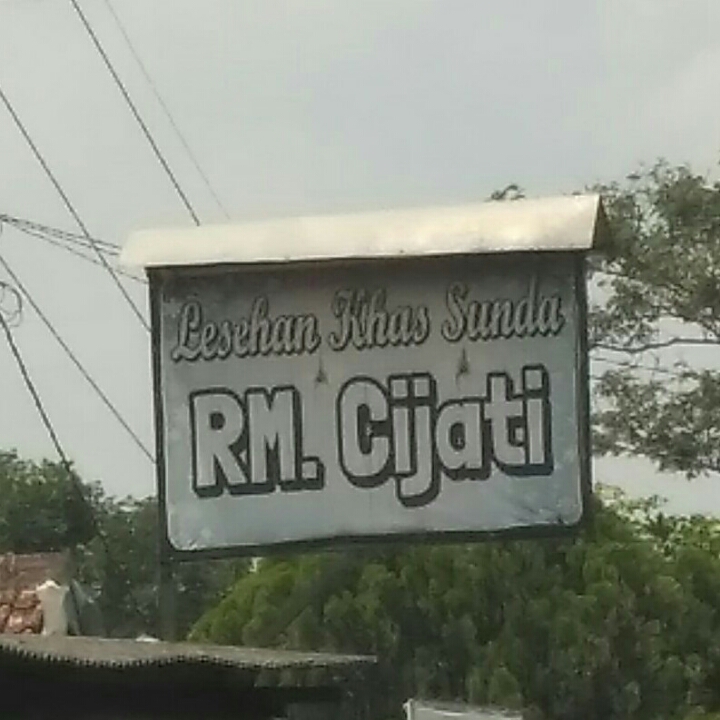 Lesehan Khas Sunda
RM. Cijati